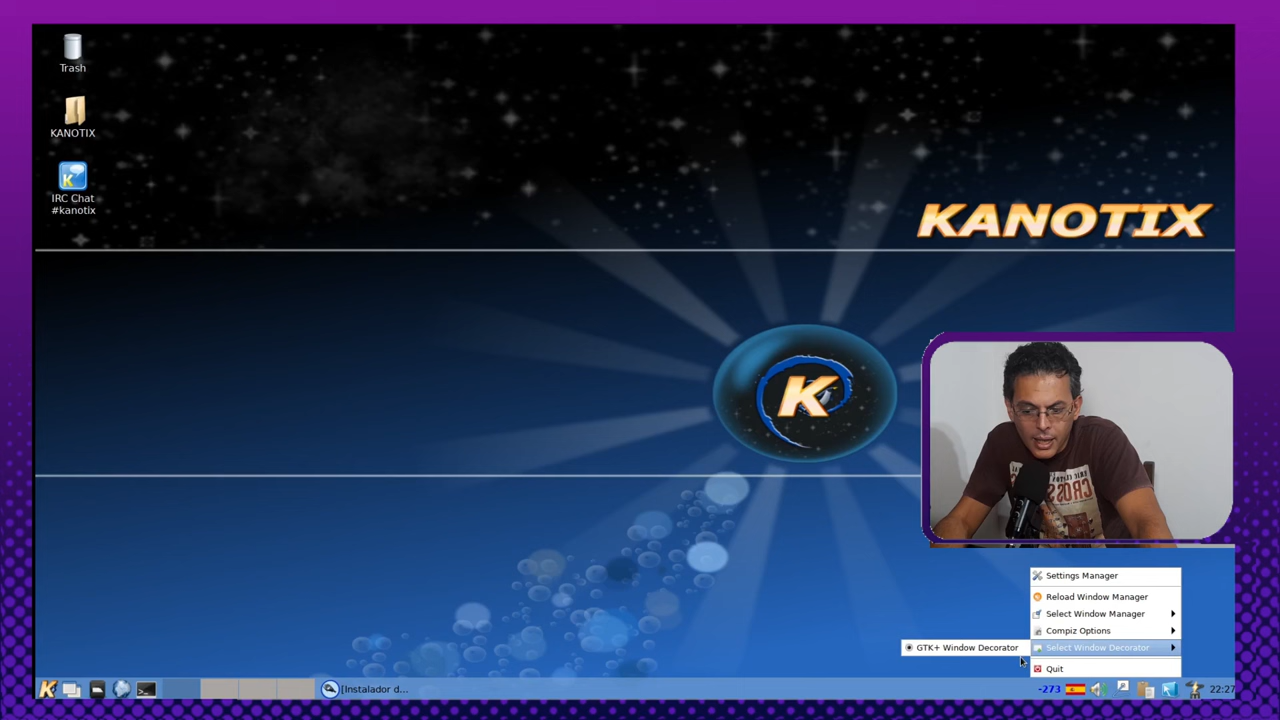 Trash
KANOTIX
IRC Chat
#kanotix
KANOTIX
K
Settings Manager
Reload Window Manager
Select Window Manager
Compiz Options
GTK+ Window Decorator
Select Window Decorator
Quit
[Instalador d...
-273
22:27